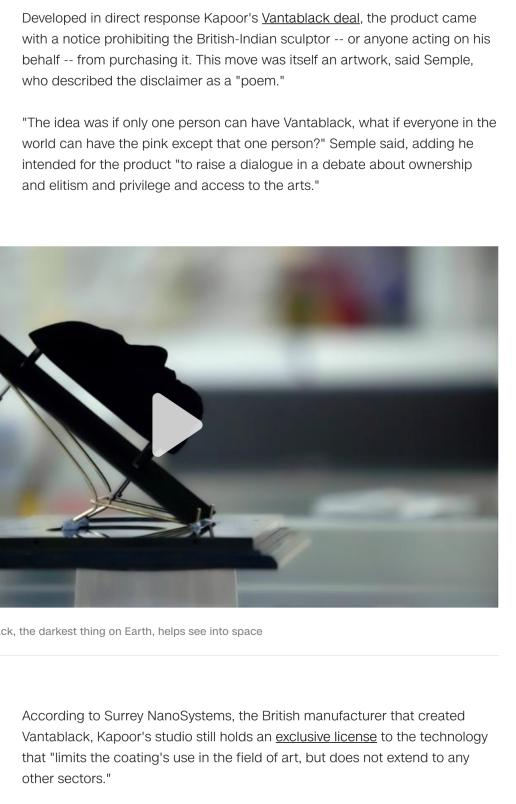 Developed in direct response Kapoor's Vantablack deal, the product came
with a notice prohibiting the British-Indian sculptor -- or anyone acting on his
behalf -- from purchasing it. This move was itself an artwork, said Semple,
who described the disclaimer as a "poem."
"The idea was if only one person can have Vantablack, what if everyone in the
world can have the pink except that one person?" Semple said, adding he
intended for the product "to raise a dialogue in a debate about ownership
and elitism and privilege and access to the arts."
ck, the darkest thing on Earth, helps see into space
According to Surrey NanoSystems, the British manufacturer that created
Vantablack, Kapoor's studio still holds an exclusive license to the technology
that "limits the coating's use in the field of art, but does not extend to any
other sectors."